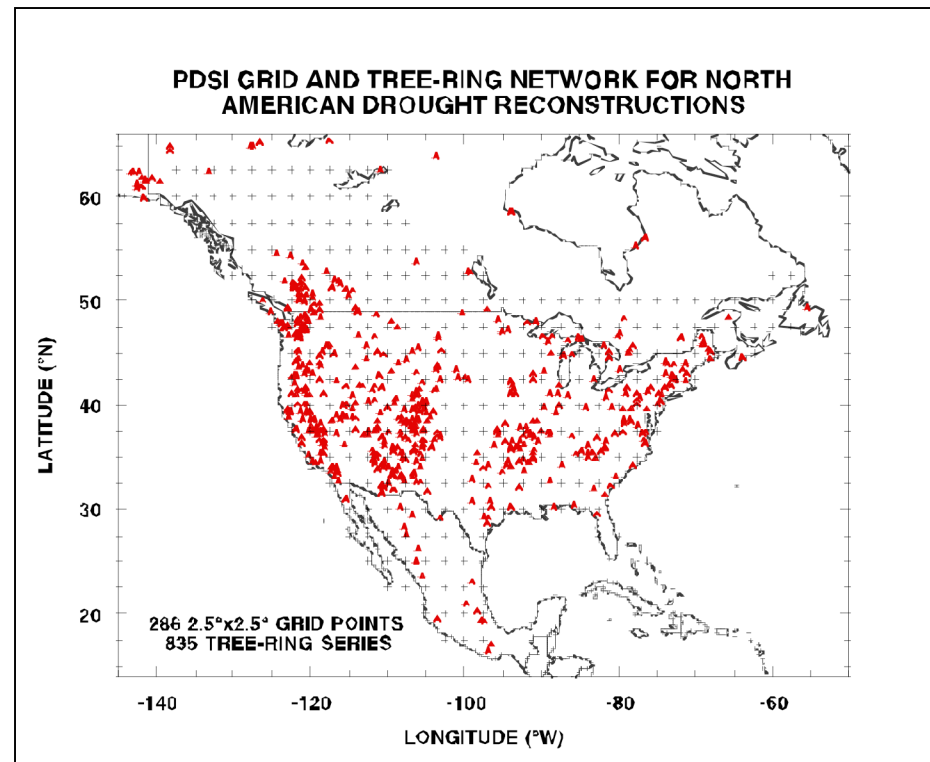 PDSI GRID AND TREE-RING NETWORK FOR NORTH
AMERICAN DROUGHT RECONSTRUCTIONS
LATITUDE (°N)
60
50
40
30
20
286 2.5°x2.5° GRID POINTS
835 TREE-RING SERIES
-140 -120 -100 -80 -60
LONGITUDE (°W)